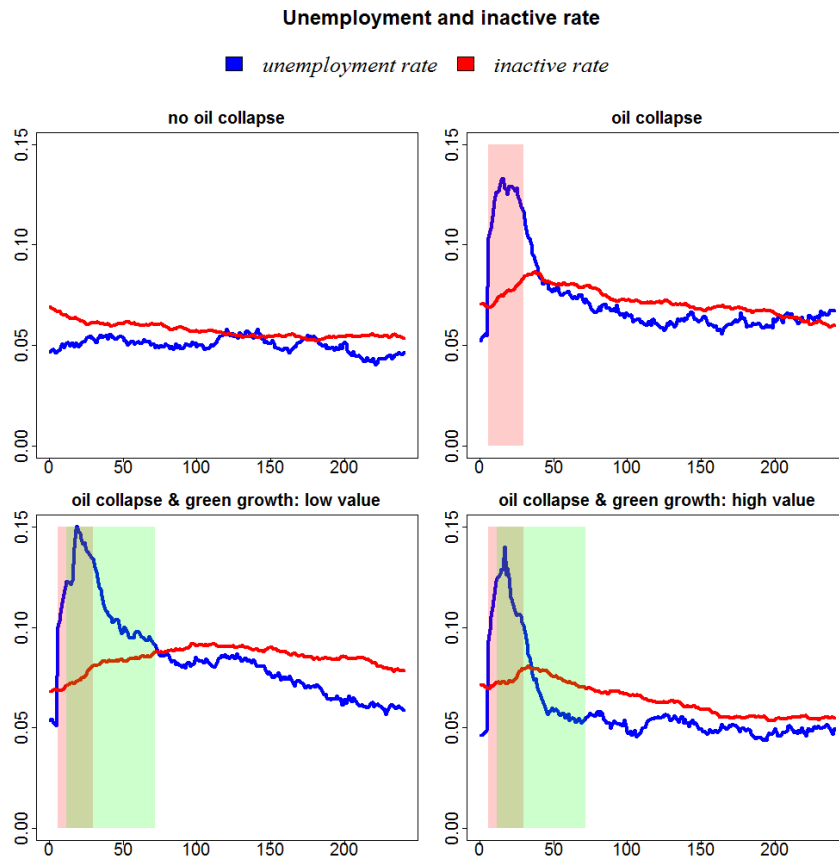 Unemployment and inactive rate
unemployment rate inactive rate
no oil collapse
0.15
0.10
0.05
0.00
0 50 100 150 200
oil collapse
0.15
0.10
0.05
0.00
0 50 100 150 200
oil collapse & green growth: low value
0.15
0.10
0.05
0.00
0 50 100 150 200
oil collapse & green growth: high value
0.15
0.10
0.05
0.00
0 50 100 150 200